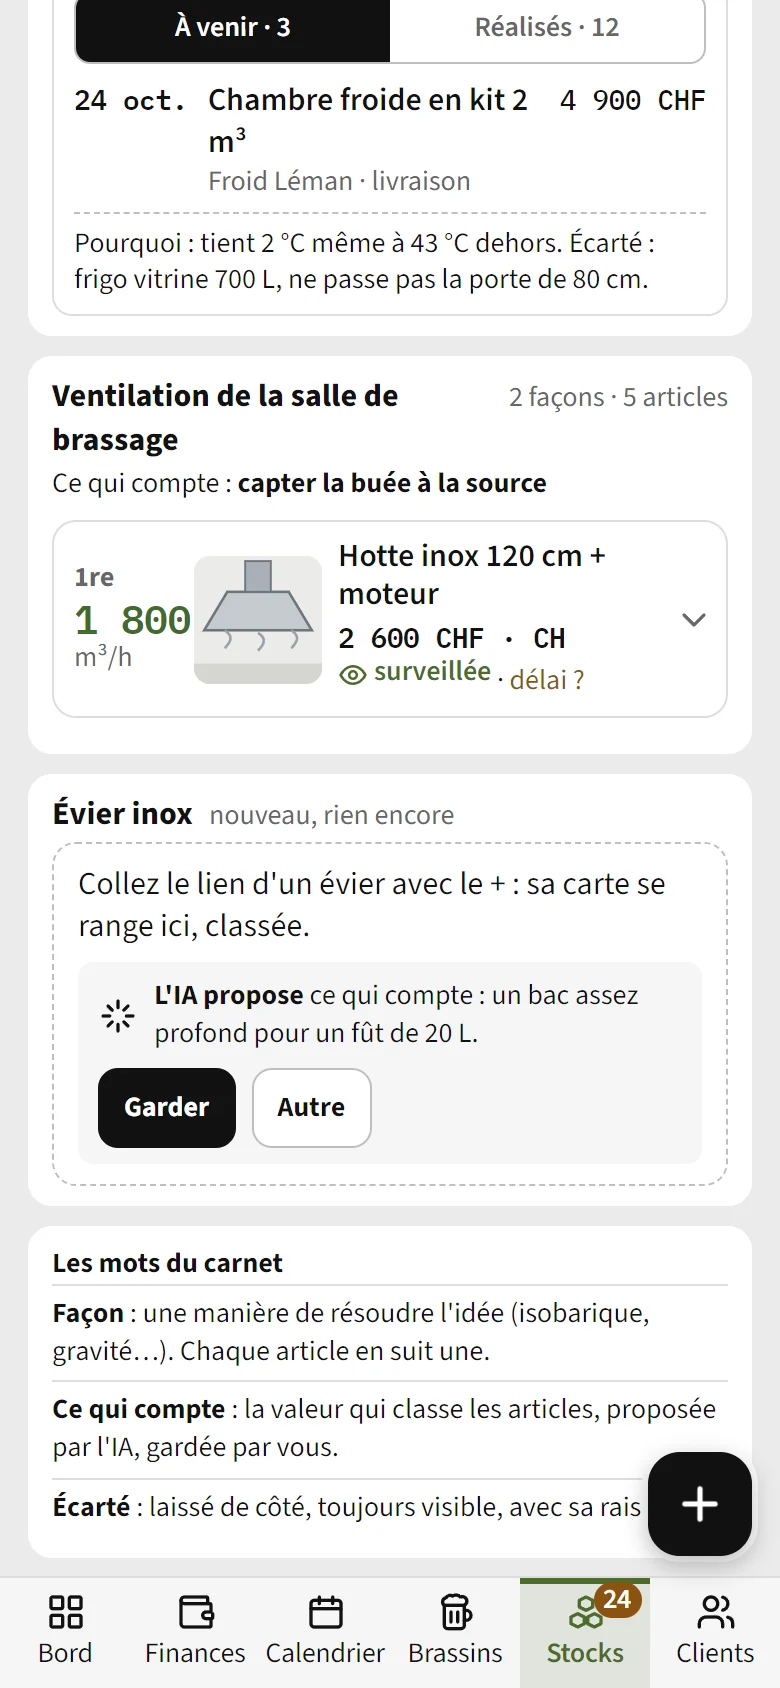 À venir · 3
Réalisés · 12
24 oct. Chambre froide en kit 2 4 900 CHF
m³
Froid Léman · livraison
Pourquoi : tient 2 °C même à 43 °C dehors. Écarté :
frigo vitrine 700 L, ne passe pas la porte de 80 cm.
Ventilation de la salle de 2 façons · 5 articles
brassage
Ce qui compte : capter la buée à la source
1re
1 800
m³/h
Hotte inox 120 cm +
moteur
2 600 CHF · CH
surveillée · délai ?
Évier inox nouveau, rien encore
Collez le lien d'un évier avec le + : sa carte se
range ici, classée.
L'IA propose ce qui compte : un bac assez
profond pour un fût de 20 L.
Garder
Autre
Les mots du carnet
Façon : une manière de résoudre l'idée (isobarique,
gravité…). Chaque article en suit une.
Ce qui compte : la valeur qui classe les articles, proposée
par l'IA, gardée par vous.
Écarté : laissé de côté, toujours visible, avec sa rais
24
Bord Finances Calendrier Brassins Stocks Clients